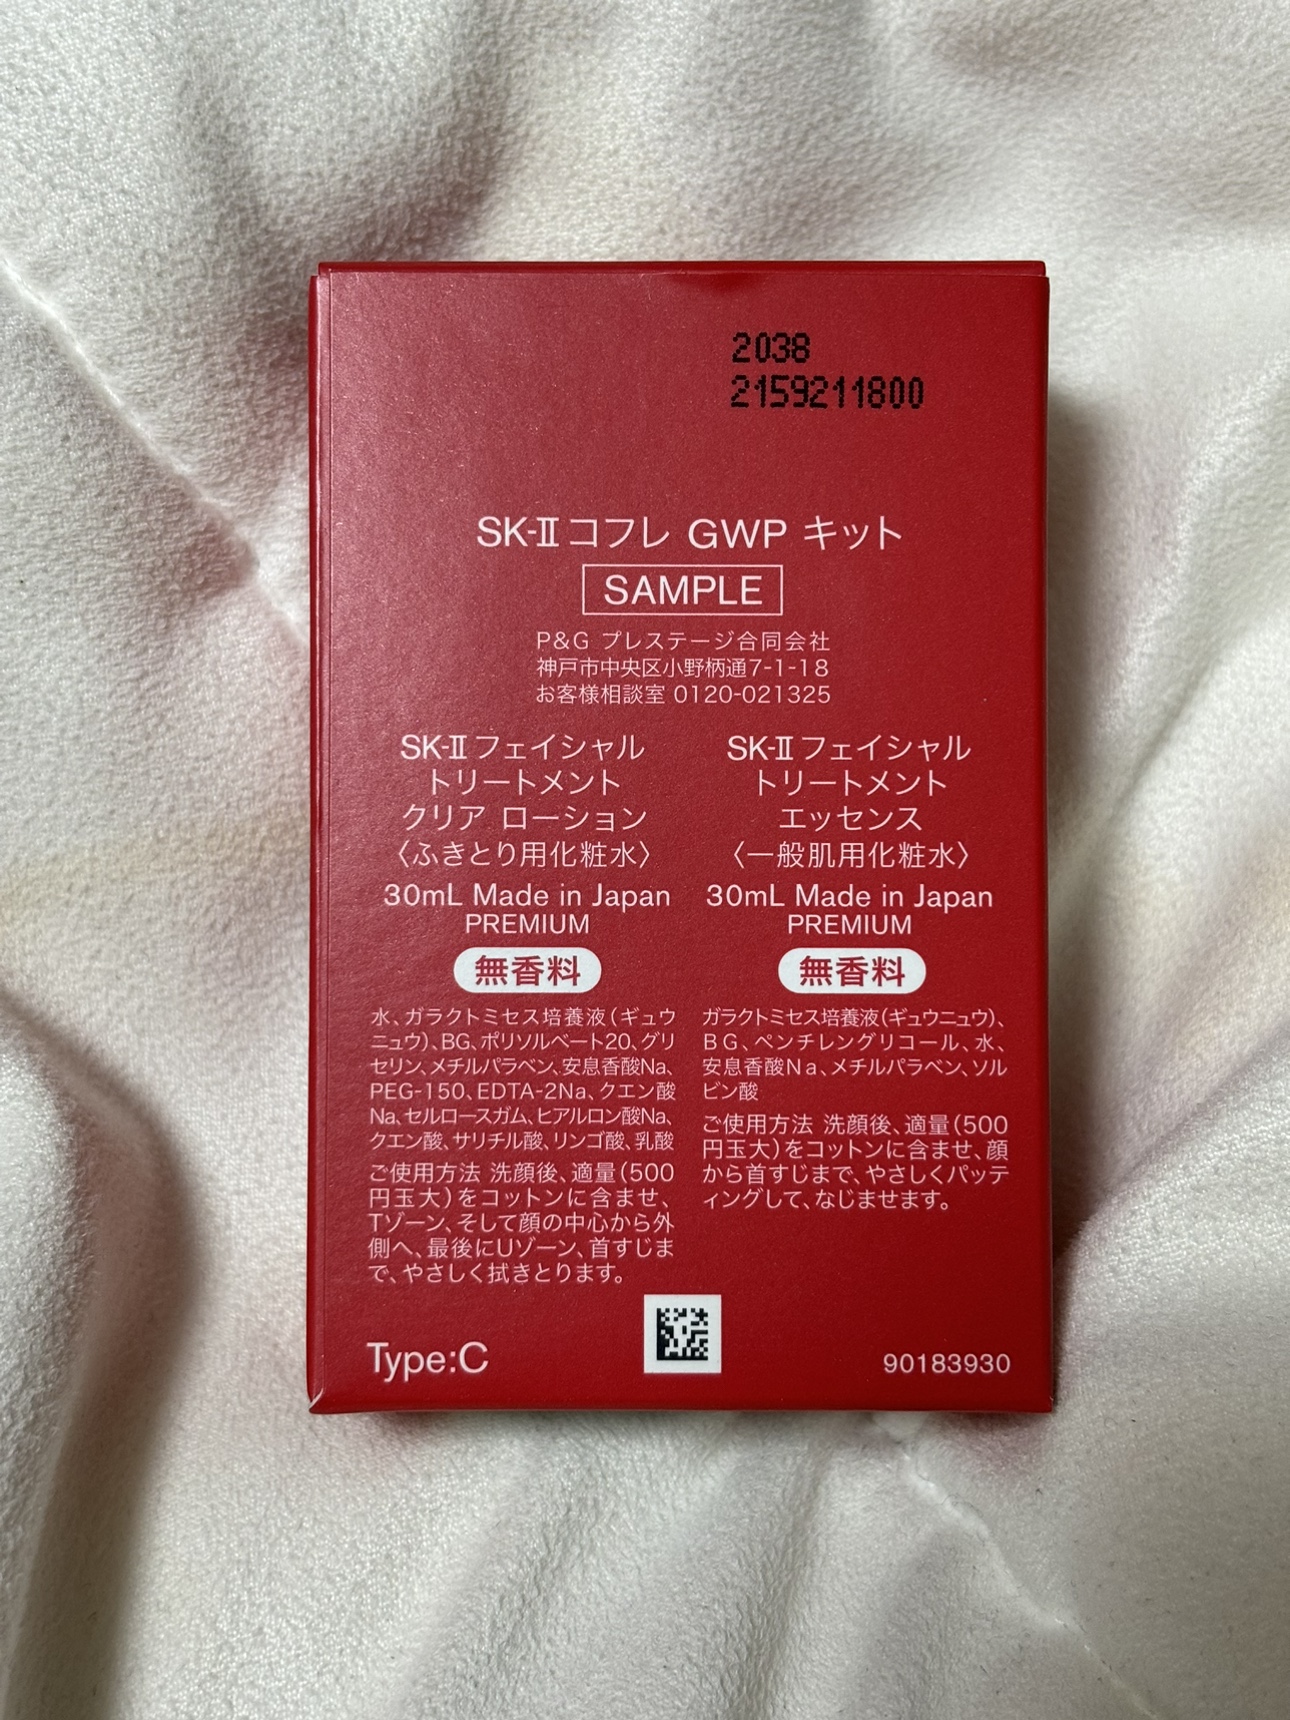 2038
2159211800
SK-Ⅱ コフレ GWP キット
SAMPLE
P&G プレステージ合同会社
神戸市中央区小野柄通7-1-18
お客様相談室 0120-021325
SK-Ⅱ フェイシャル
トリートメント
クリア ローション
〈ふきとり用化粧水〉
30mL Made in Japan
PREMIUM
無香料
水、ガラクトミセス培養液(ギュウ
ニュウ)、BG、ポリソルベート20、グリ
セリン、メチルパラベン、安息香酸Na、
PEG-150、EDTA-2Na、クエン酸
Na、セルロースガム、ヒアルロン酸Na、
クエン酸、サリチル酸、リンゴ酸、乳酸
ご使用方法 洗顔後、適量(500
円玉大)をコットンに含ませ、
Tゾーン、そして顔の中心から外
側へ、最後にUゾーン、首すじま
で、やさしく拭きとります。
SK-Ⅱ フェイシャル
トリートメント
エッセンス
〈一般肌用化粧水〉
30mL Made in Japan
PREMIUM
無香料
ガラクトミセス培養液(ギュウニュウ)、
BG、ペンチレングリコール、水、
安息香酸Na、メチルパラベン、ソル
ビン酸
ご使用方法 洗顔後、適量(500
円玉大)をコットンに含ませ、顔
から首すじまで、やさしくパッテ
ィングして、なじませます。
Type:C
90183930